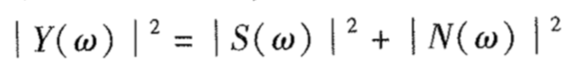 | Y(ω) |² = | S(ω) |² + | N(ω) |²